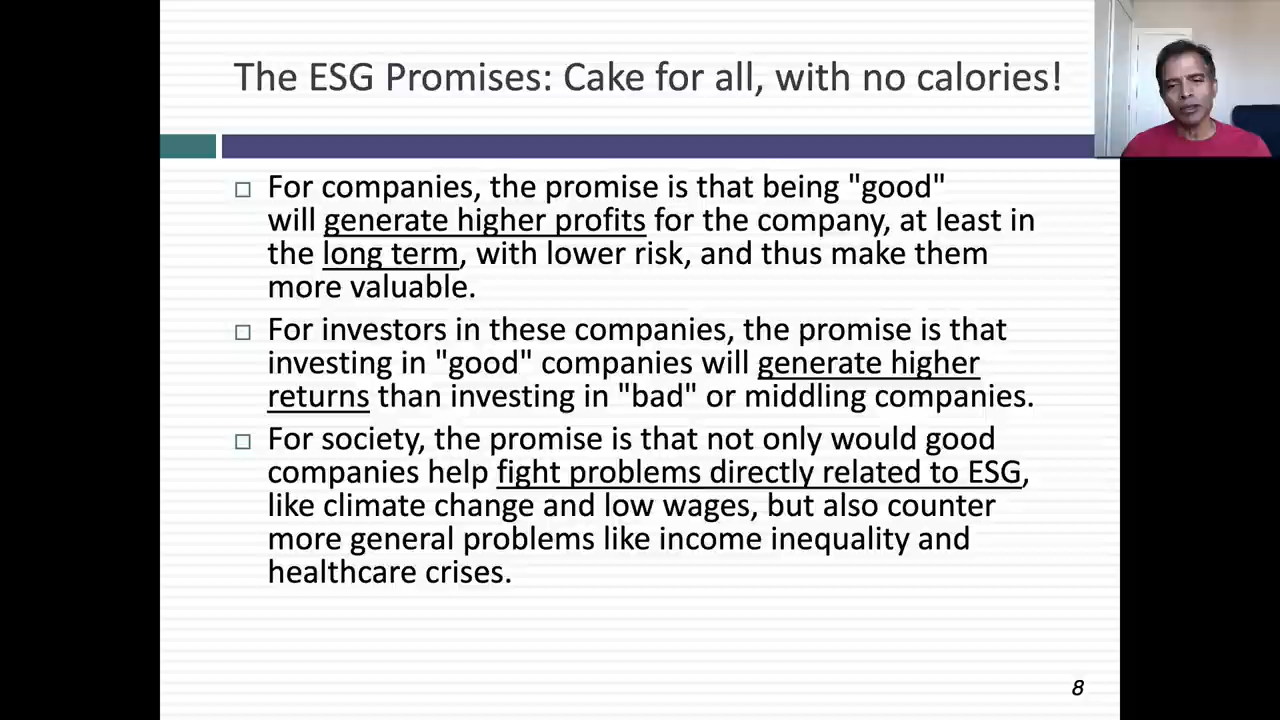 The ESG Promises: Cake for all, with no calories!
For companies, the promise is that being "good"
will generate higher profits for the company, at least in
the long term, with lower risk, and thus make them
more valuable.
For investors in these companies, the promise is that
investing in "good" companies will generate higher
returns than investing in "bad" or middling companies.
For society, the promise is that not only would good
companies help fight problems directly related to ESG,
like climate change and low wages, but also counter
more general problems like income inequality and
healthcare crises.
8